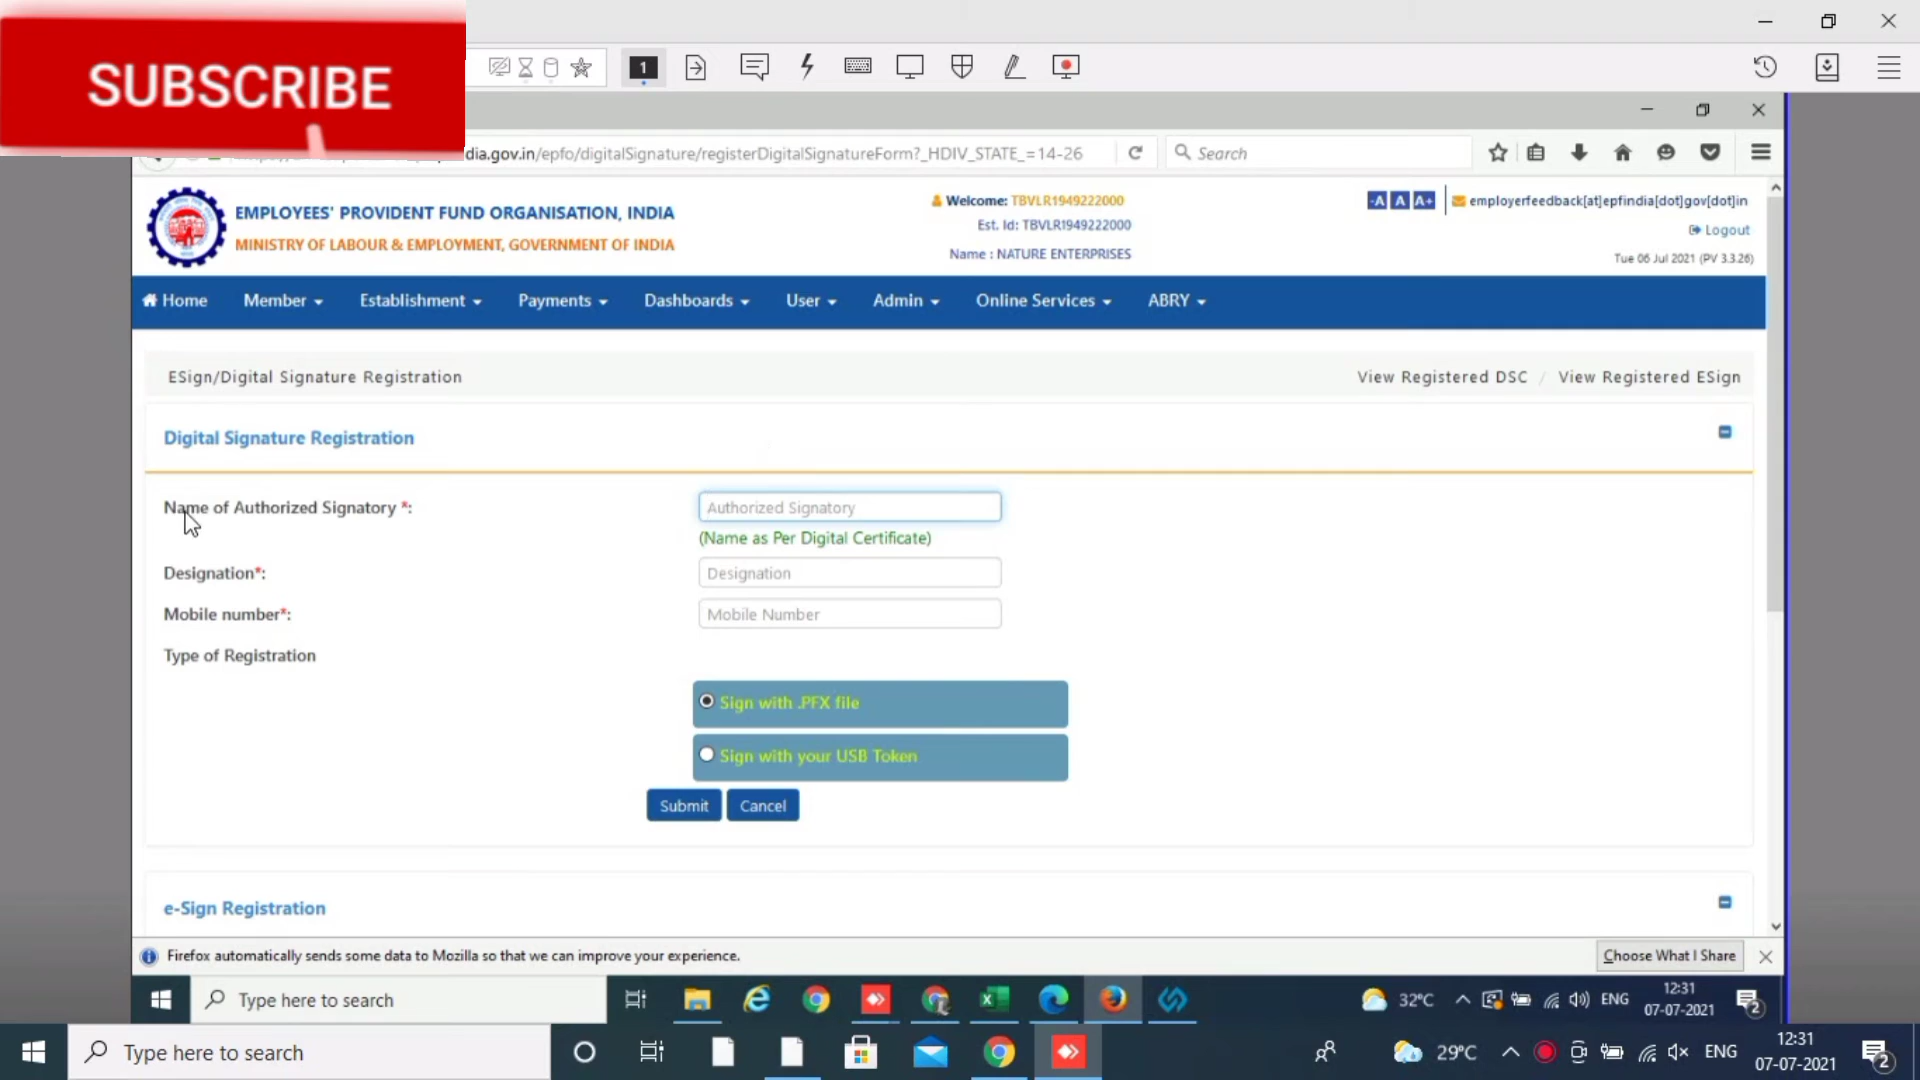 SUBSCRIBE
1
dia.gov.in/epfo/digitalSignature/registerDigitalSignatureForm?_HDIV_STATE_=14-26
Search
EMPLOYEES' PROVIDENT FUND ORGANISATION, INDIA
MINISTRY OF LABOUR & EMPLOYMENT, GOVERNMENT OF INDIA
Welcome: TBVLR1949222000
Est. Id: TBVLR1949222000
Name : NATURE ENTERPRISES
-A A A+
employerfeedback[at]epfindia[dot]gov[dot]in
Logout
Tue 06 Jul 2021 (PV 3.3.26)
Home Member Establishment Payments Dashboards User Admin Online Services ABRY
ESign/Digital Signature Registration
View Registered DSC / View Registered ESign
Digital Signature Registration
Name of Authorized Signatory *:
Authorized Signatory
(Name as Per Digital Certificate)
Designation*:
Designation
Mobile number*:
Mobile Number
Type of Registration
Sign with .PFX file
Sign with your USB Token
Submit Cancel
e-Sign Registration
Firefox automatically sends some data to Mozilla so that we can improve your experience.
Choose What I Share
Type here to search
32°C
ENG
12:31
07-07-2021
2
Type here to search
29°C
ENG
12:31
07-07-2021
2